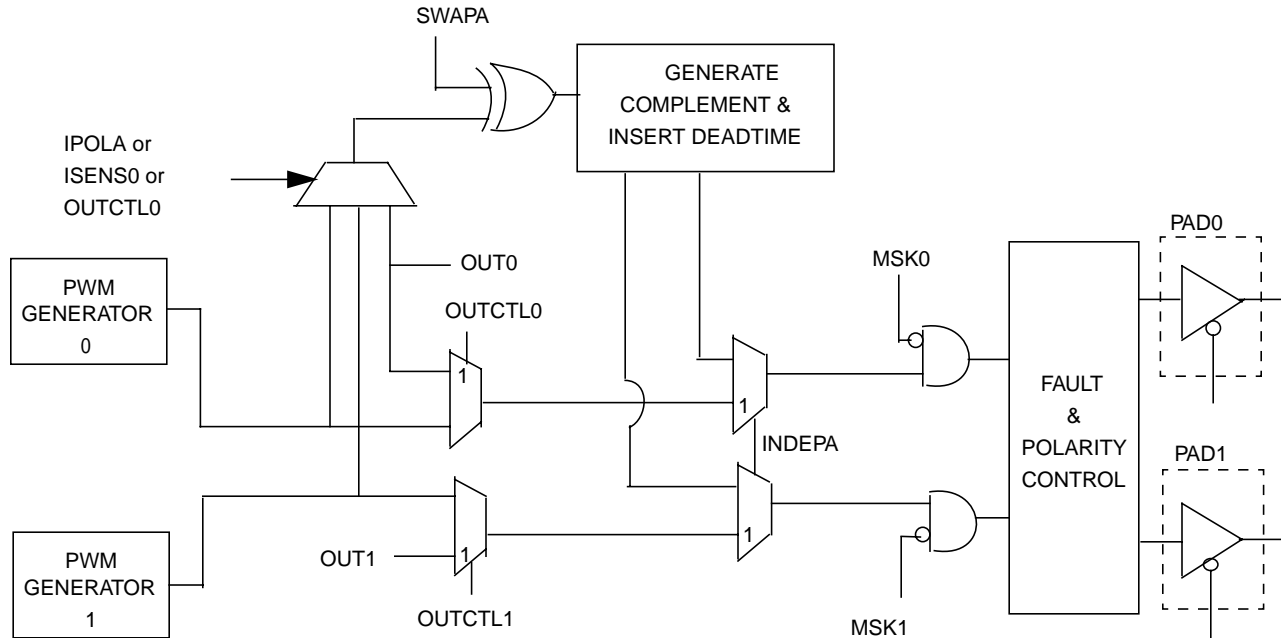 SWAPA
GENERATE
COMPLEMENT &
INSERT DEADTIME
IPOLA or
ISENS0 or
OUTCTL0
PAD0
MSK0
OUT0
PWM
GENERATOR
0
OUTCTL0
1
FAULT
&
POLARITY
CONTROL
1
INDEPA
PAD1
PWM
GENERATOR
1
OUT1
1
1
OUTCTL1
MSK1